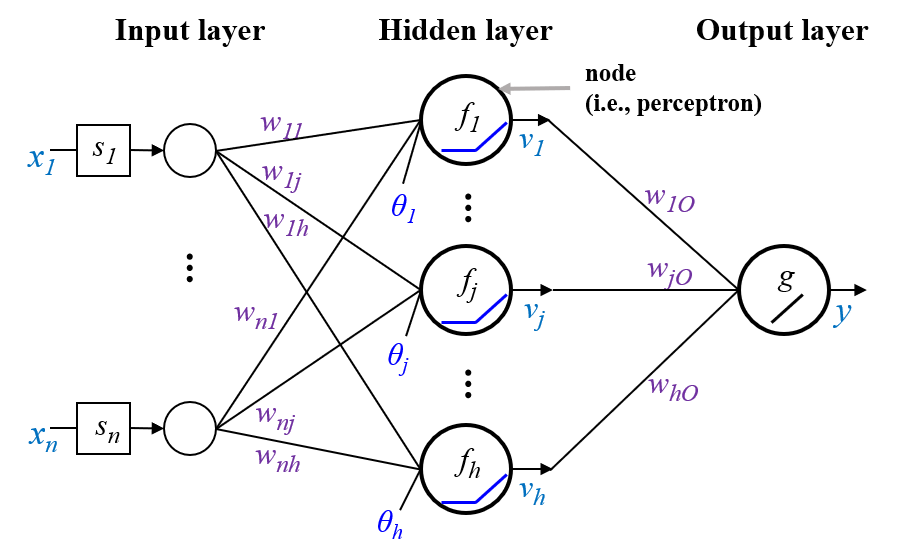 Input layer
Hidden layer
Output layer
node
(i.e., perceptron)
x1
s1
w11
w1j
w1h
θ1
f1
v1
w1O
wn1
fj
θj
vj
wjO
g
y
xn
sn
wnj
wnh
θh
fh
vh
whO